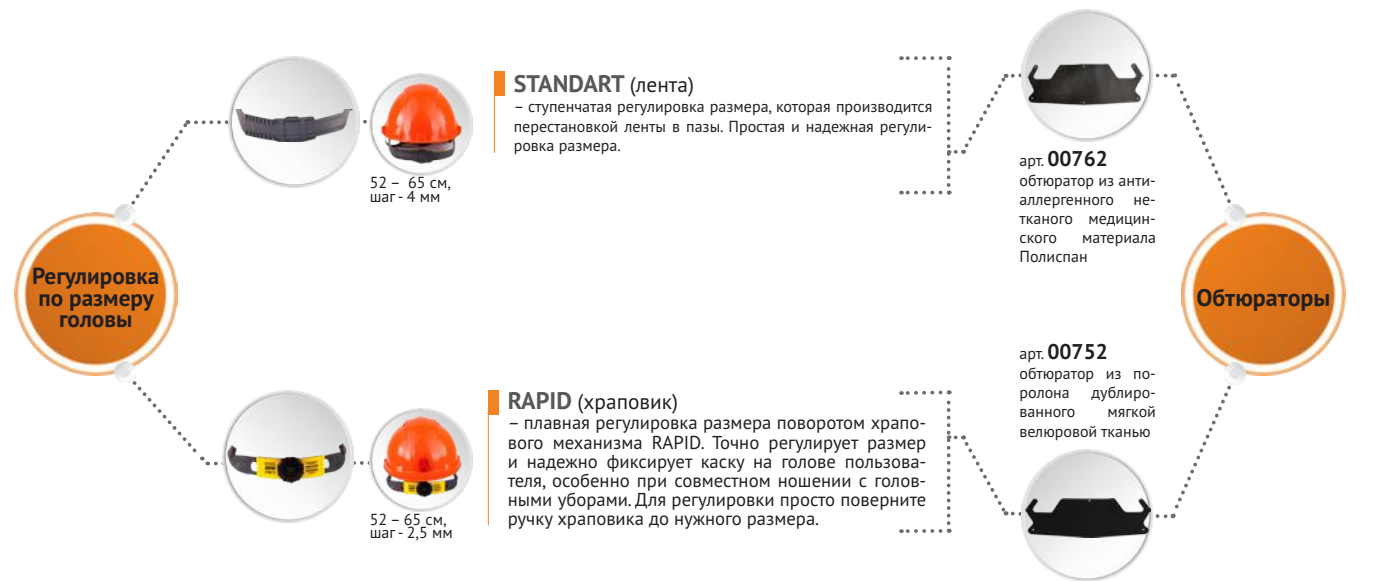 Регулировка
по размеру
головы
52 – 65 см,
шаг - 4 мм
STANDART (лента)
– ступенчатая регулировка размера, которая производится
перестановкой ленты в пазы. Простая и надежная регули-
ровка размера.
52 – 65 см,
шаг - 2,5 мм
RAPID (храповик)
– плавная регулировка размера поворотом храпо-
вого механизма RAPID. Точно регулирует размер
и надежно фиксирует каску на голове пользова-
теля, особенно при совместном ношении с голов-
ными уборами. Для регулировки просто поверните
ручку храповика до нужного размера.
арт. 00762
обтюратор из анти-
аллергенного не-
тканого медицин-
ского материала
Полиспан
арт. 00752
обтюратор из по-
ролона дублиро-
ванного мягкой
велюровой тканью
Обтюраторы